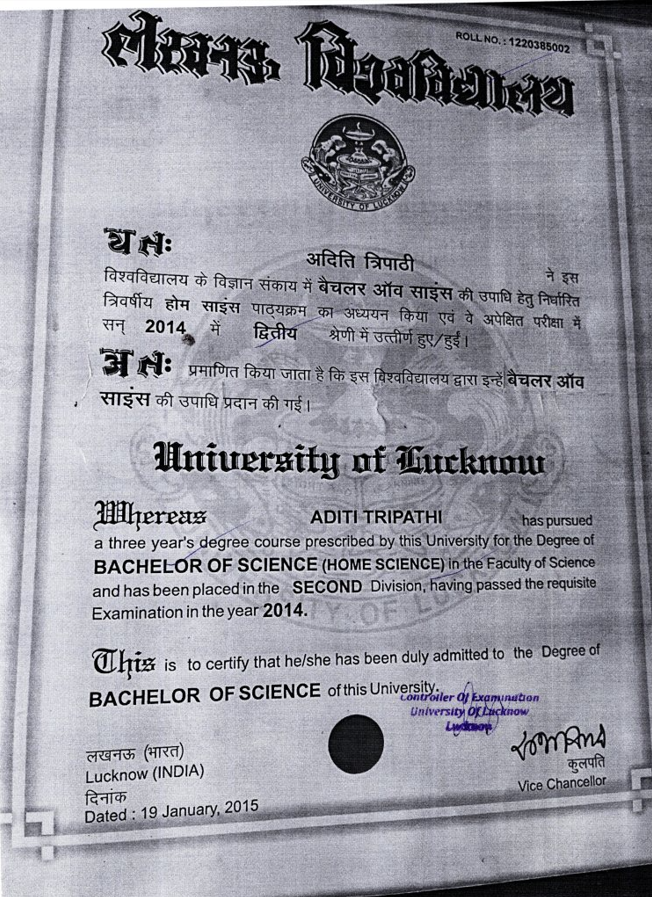 ROLL NO. : 1220385002
लखनऊ विश्वविद्यालय
UNIVERSITY OF LUCKNOW
यतः
अदिति त्रिपाठी ने इस
विश्वविद्यालय के विज्ञान संकाय में बैचलर ऑव साइंस की उपाधि हेतु निर्धारित
त्रिवर्षीय होम साइंस पाठ्यक्रम का अध्ययन किया एवं वे अपेक्षित परीक्षा में
सन् 2014 में द्वितीय श्रेणी में उत्तीर्ण हुए/हुईं।
अतः प्रमाणित किया जाता है कि इस विश्वविद्यालय द्वारा इन्हें बैचलर ऑव
साइंस की उपाधि प्रदान की गई।
University of Lucknow
Whereas ADITI TRIPATHI has pursued
a three year's degree course prescribed by this University for the Degree of
BACHELOR OF SCIENCE (HOME SCIENCE) in the Faculty of Science
and has been placed in the SECOND Division, having passed the requisite
Examination in the year 2014.
This is to certify that he/she has been duly admitted to the Degree of
BACHELOR OF SCIENCE of this University.
Controller Of Examination
University Of Lucknow
Lucknow
लखनऊ (भारत)
Lucknow (INDIA)
दिनांक
Dated : 19 January, 2015
कुलपति
Vice Chancellor